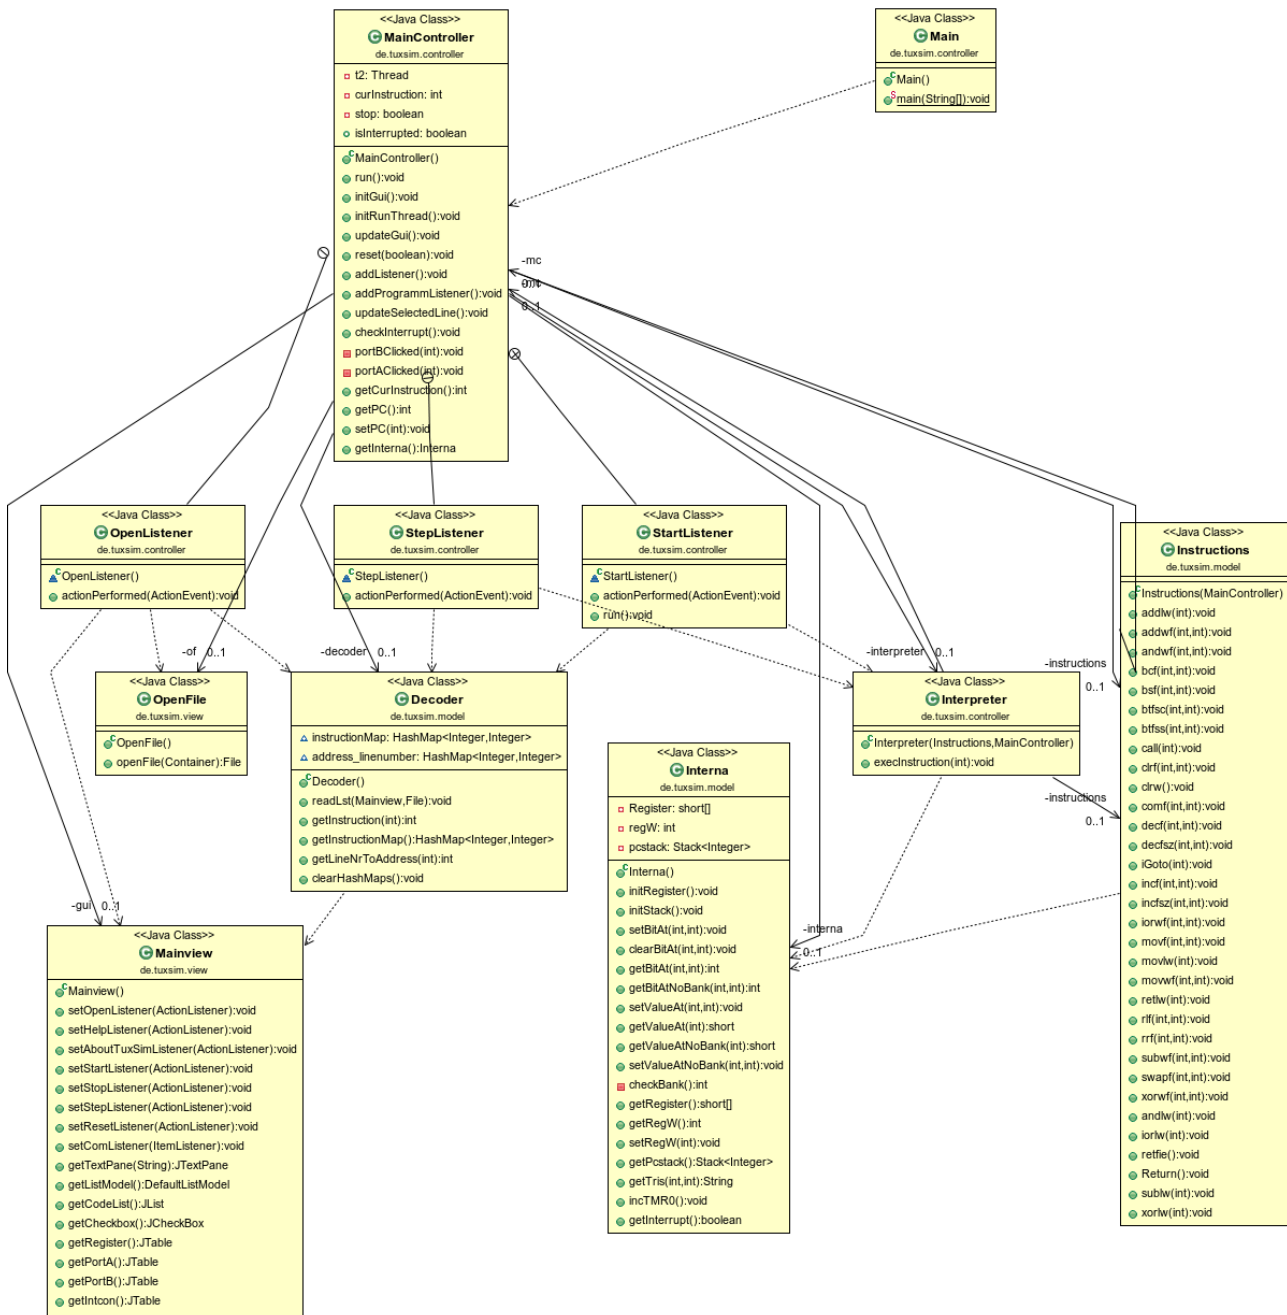 <<Java Class>>
MainController
de.tuxsim.controller
t2: Thread
curInstruction: int
stop: boolean
isInterrupted: boolean
MainController()
run():void
initGui():void
initRunThread():void
updateGui():void
reset(boolean):void
addListener():void
addProgrammListener():void
updateSelectedLine():void
checkInterrupt():void
portBClicked(int):void
portAClicked(int):void
getCurInstruction():int
getPC():int
setPC(int):void
getInterna():Interna
<<Java Class>>
Main
de.tuxsim.controller
Main()
main(String[]):void
-mc
0..1
<<Java Class>>
OpenListener
de.tuxsim.controller
OpenListener()
actionPerformed(ActionEvent):void
<<Java Class>>
StepListener
de.tuxsim.controller
StepListener()
actionPerformed(ActionEvent):void
<<Java Class>>
StartListener
de.tuxsim.controller
StartListener()
actionPerformed(ActionEvent):void
run():void
<<Java Class>>
Instructions
de.tuxsim.model
Instructions(MainController)
addlw(int):void
addwf(int,int):void
andwf(int,int):void
bcf(int,int):void
bsf(int,int):void
btfsc(int,int):void
btfss(int,int):void
call(int):void
clrf(int,int):void
clrw():void
comf(int,int):void
decf(int,int):void
decfsz(int,int):void
iGoto(int):void
incf(int,int):void
incfsz(int,int):void
iorwf(int,int):void
movf(int,int):void
movlw(int):void
movwf(int,int):void
retlw(int):void
rlf(int,int):void
rrf(int,int):void
subwf(int,int):void
swapf(int,int):void
xorwf(int,int):void
andlw(int):void
iorlw(int):void
retfie():void
Return():void
sublw(int):void
xorlw(int):void
-of 0..1
-decoder 0..1
-interpreter 0..1
-instructions
0..1
<<Java Class>>
OpenFile
de.tuxsim.view
OpenFile()
openFile(Container):File
<<Java Class>>
Decoder
de.tuxsim.model
instructionMap: HashMap<Integer,Integer>
address_linenumber: HashMap<Integer,Integer>
Decoder()
readLst(Mainview,File):void
getInstruction(int):int
getInstructionMap():HashMap<Integer,Integer>
getLineNrToAddress(int):int
clearHashMaps():void
<<Java Class>>
Interpreter
de.tuxsim.controller
Interpreter(Instructions,MainController)
execInstruction(int):void
-instructions
0..1
<<Java Class>>
Interna
de.tuxsim.model
Register: short[]
regW: int
pcstack: Stack<Integer>
Interna()
initRegister():void
initStack():void
setBitAt(int,int):void
clearBitAt(int,int):void
getBitAt(int,int):int
getBitAtNoBank(int,int):int
setValueAt(int,int):void
getValueAt(int):short
getValueAtNoBank(int):short
setValueAtNoBank(int,int):void
checkBank():int
getRegister():short[]
getRegW():int
setRegW(int):void
getPcstack():Stack<Integer>
getTris(int,int):String
incTMR0():void
getInterrupt():boolean
-interna
0..1
-gui 0..1
<<Java Class>>
Mainview
de.tuxsim.view
Mainview()
setOpenListener(ActionListener):void
setHelpListener(ActionListener):void
setAboutTuxSimListener(ActionListener):void
setStartListener(ActionListener):void
setStopListener(ActionListener):void
setStepListener(ActionListener):void
setResetListener(ActionListener):void
setComListener(ItemListener):void
getTextPane(String):JTextPane
getListModel():DefaultListModel
getCodeList():JList
getCheckbox():JCheckBox
getRegister():JTable
getPortA():JTable
getPortB():JTable
getIntcon():JTable